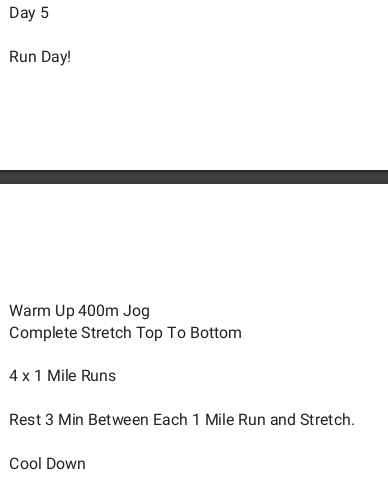 Day 5
Run Day!
Warm Up 400m Jog
Complete Stretch Top To Bottom
4 x 1 Mile Runs
Rest 3 Min Between Each 1 Mile Run and Stretch.
Cool Down